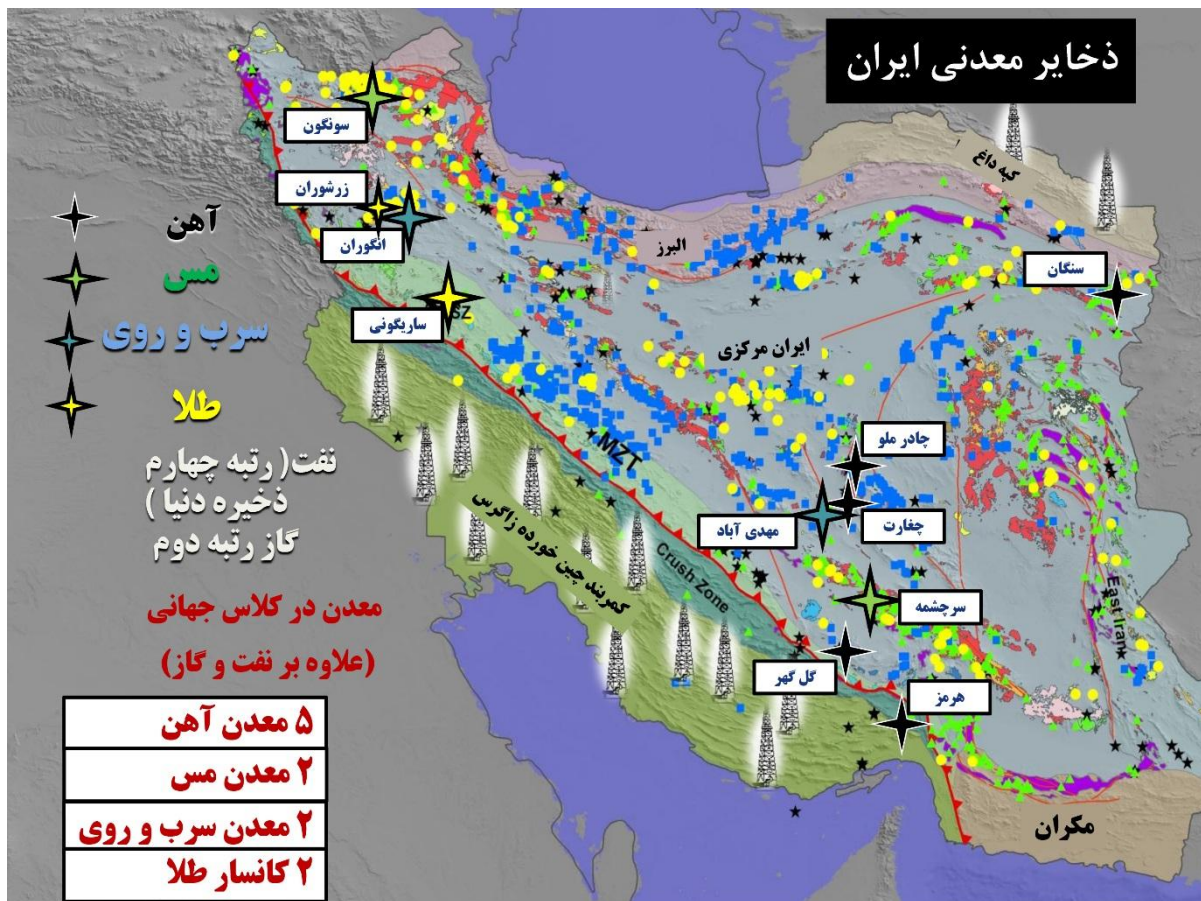 ذخایر معدنی ایران
سونگون
زرشوران
انگوران
ساریگونی
کپه داغ
البرز
سنگان
ایران مرکزی
چادر ملو
چغارت
مهدی آباد
سرچشمه
گل گهر
هرمز
MZT
Crush Zone
SZ
East Iran
کمربند چین خورده زاگرس
مکران
آهن
مس
سرب و روی
طلا
نفت( رتبه چهارم
ذخیره دنیا )
گاز رتبه دوم
معدن در کلاس جهانی
(علاوه بر نفت و گاز)
۵ معدن آهن
۲ معدن مس
۲ معدن سرب و روی
۲ کانسار طلا